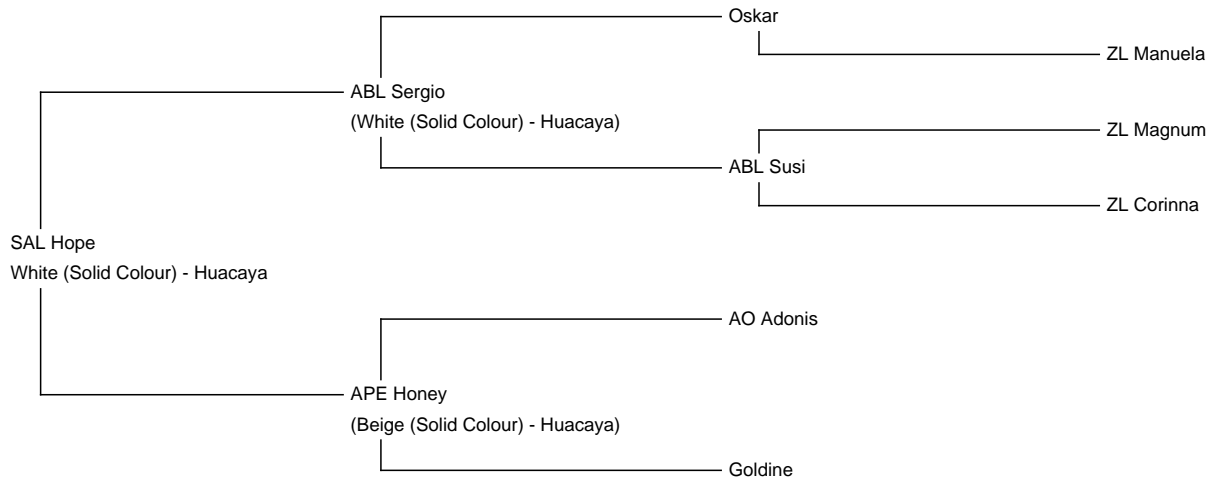 Oskar
ZL Manuela
ABL Sergio
(White (Solid Colour) - Huacaya)
ZL Magnum
ABL Susi
ZL Corinna
SAL Hope
White (Solid Colour) - Huacaya
AO Adonis
APE Honey
(Beige (Solid Colour) - Huacaya)
Goldine